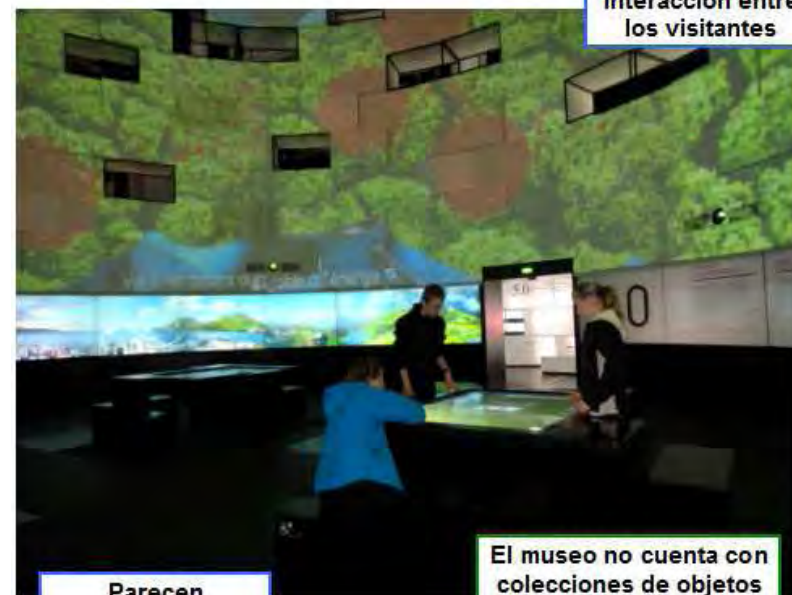 Interacción entre
los visitantes
El museo no cuenta con
colecciones de objetos
Parecen